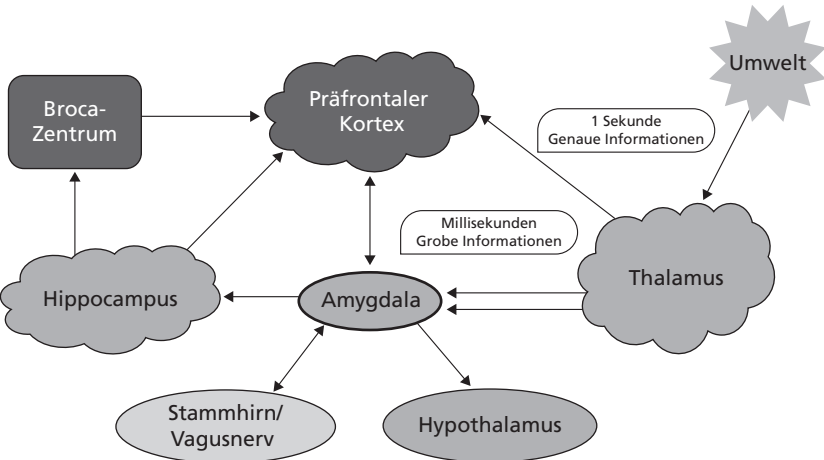 Umwelt
Broca-
Zentrum
Präfrontaler
Kortex
1 Sekunde
Genaue Informationen
Millisekunden
Grobe Informationen
Hippocampus
Amygdala
Thalamus
Stammhirn/
Vagusnerv
Hypothalamus